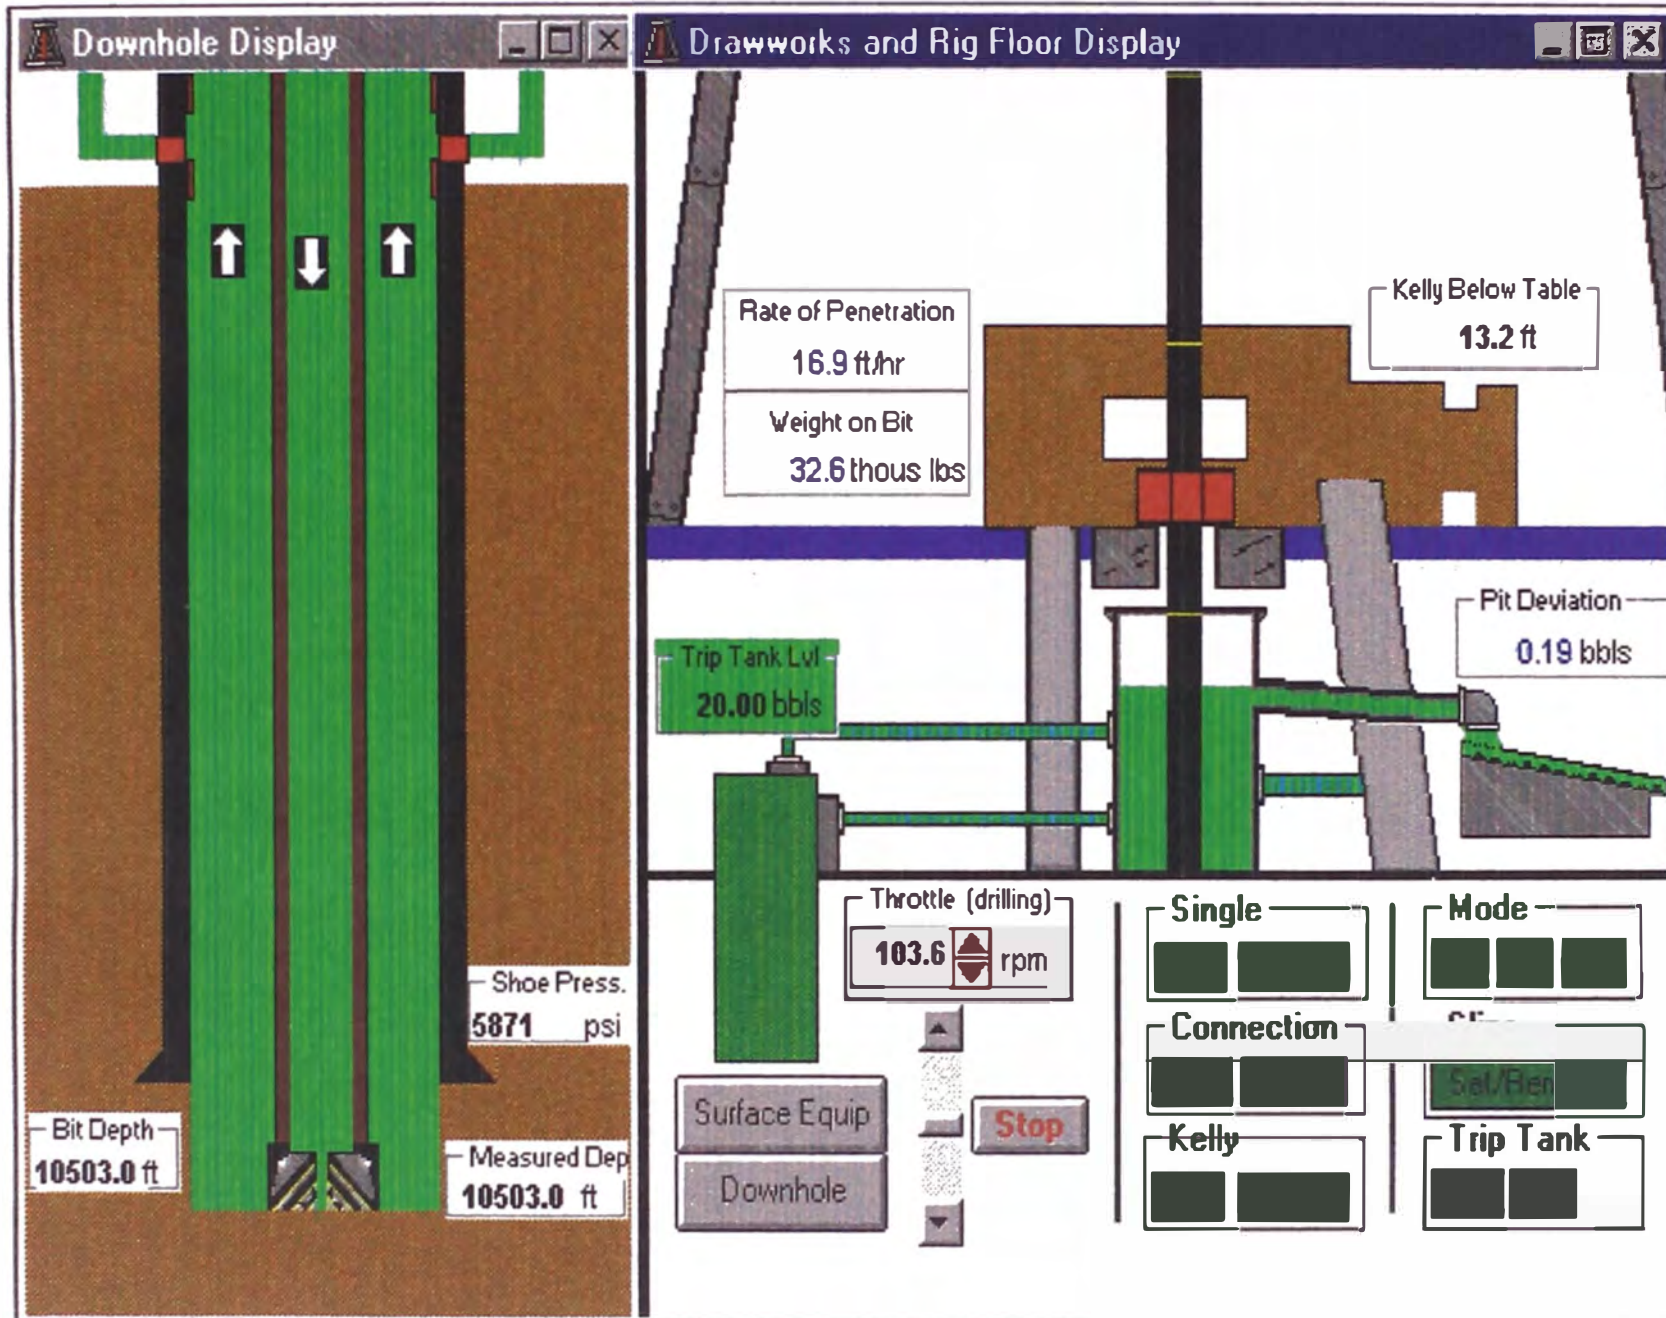 Downhole Display
Drawworks and Rig Floor Display
Rate of Penetration
16.9 ft/hr
Weight on Bit
32.6 thous lbs
Kelly Below Table
13.2 ft
Pit Deviation
0.19 bbls
Trip Tank Lvl
20.00 bbls
Shoe Press.
5871 psi
Bit Depth
10503.0 ft
Measured Dep
10503.0 ft
Throttle (drilling)
103.6 rpm
Surface Equip
Downhole
Stop
Single
Connection
Kelly
Mode
Set/Rem
Trip Tank